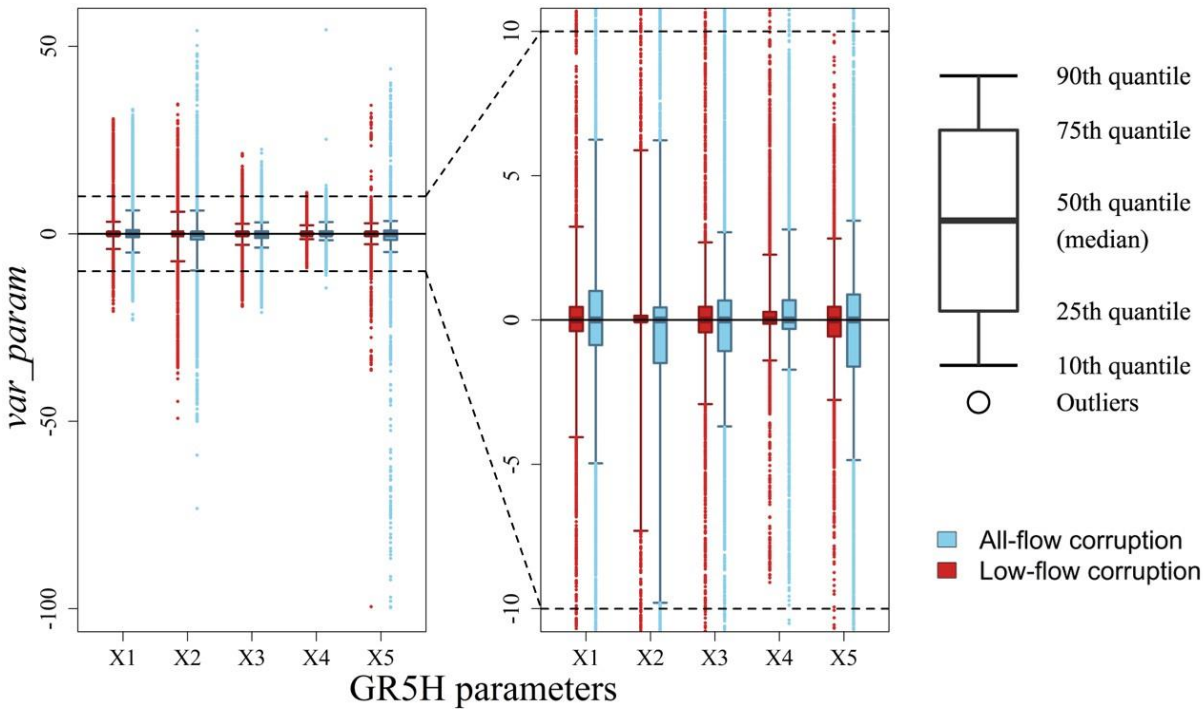 var_param
50
0
-50
-100
X1 X2 X3 X4 X5
10
5
0
-5
-10
X1 X2 X3 X4 X5
GR5H parameters
90th quantile
75th quantile
50th quantile
(median)
25th quantile
10th quantile
Outliers
All-flow corruption
Low-flow corruption